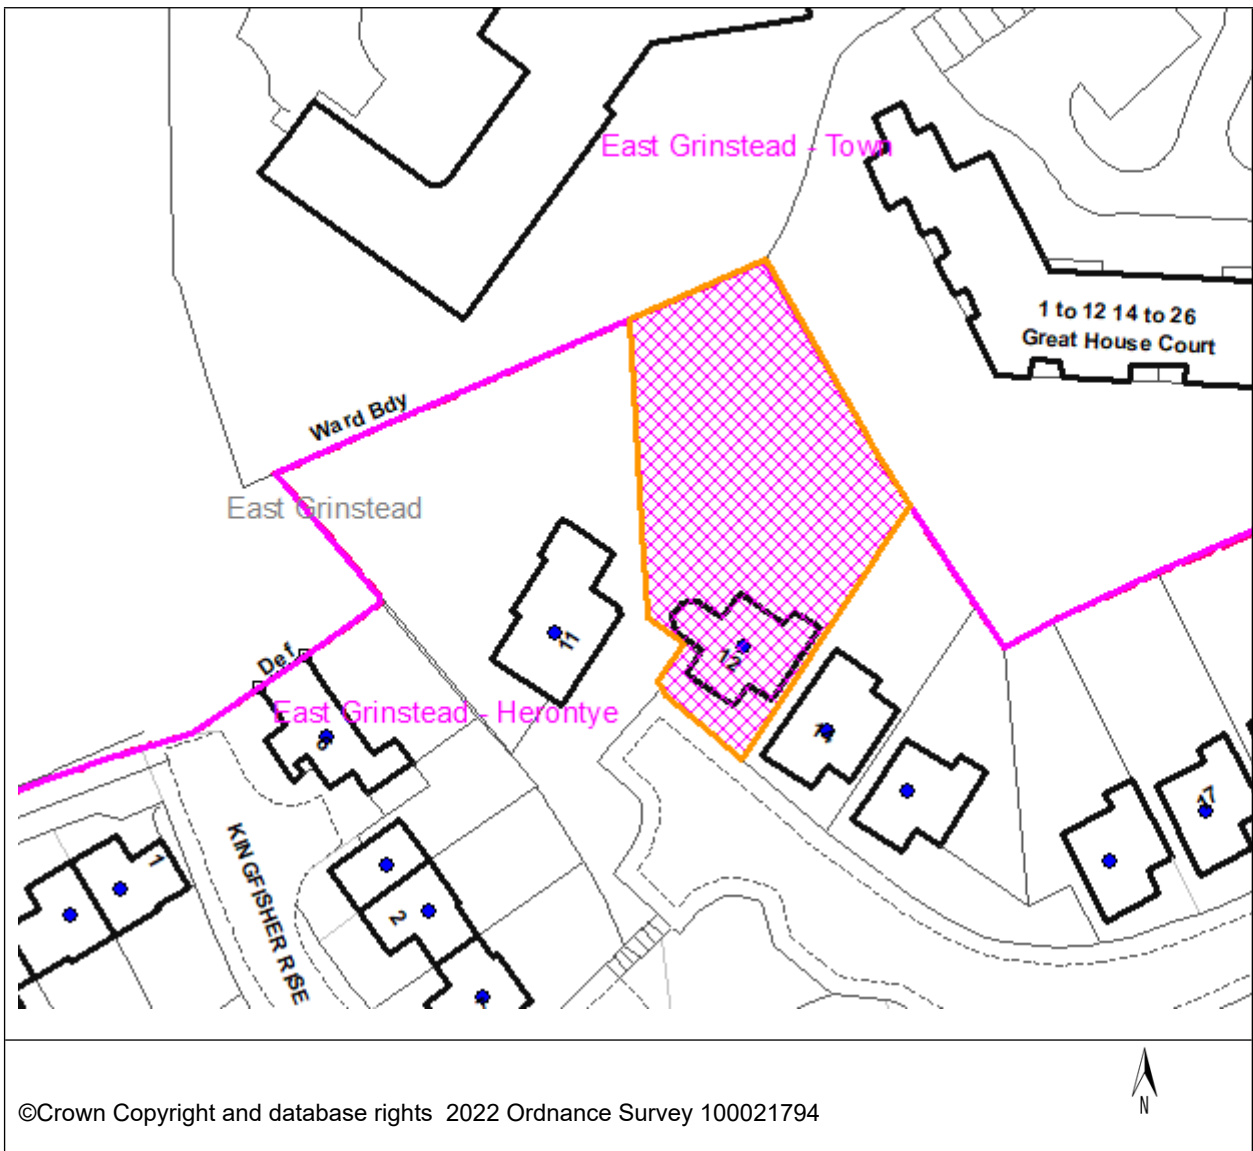 East Grinstead - Town
1 to 12 14 to 26
Great House Court
Ward Bdy
East Grinstead
11
12
Def
East Grinstead - Herontye
17
1
2
KINGFISHER RISE
N
©Crown Copyright and database rights 2022 Ordnance Survey 100021794